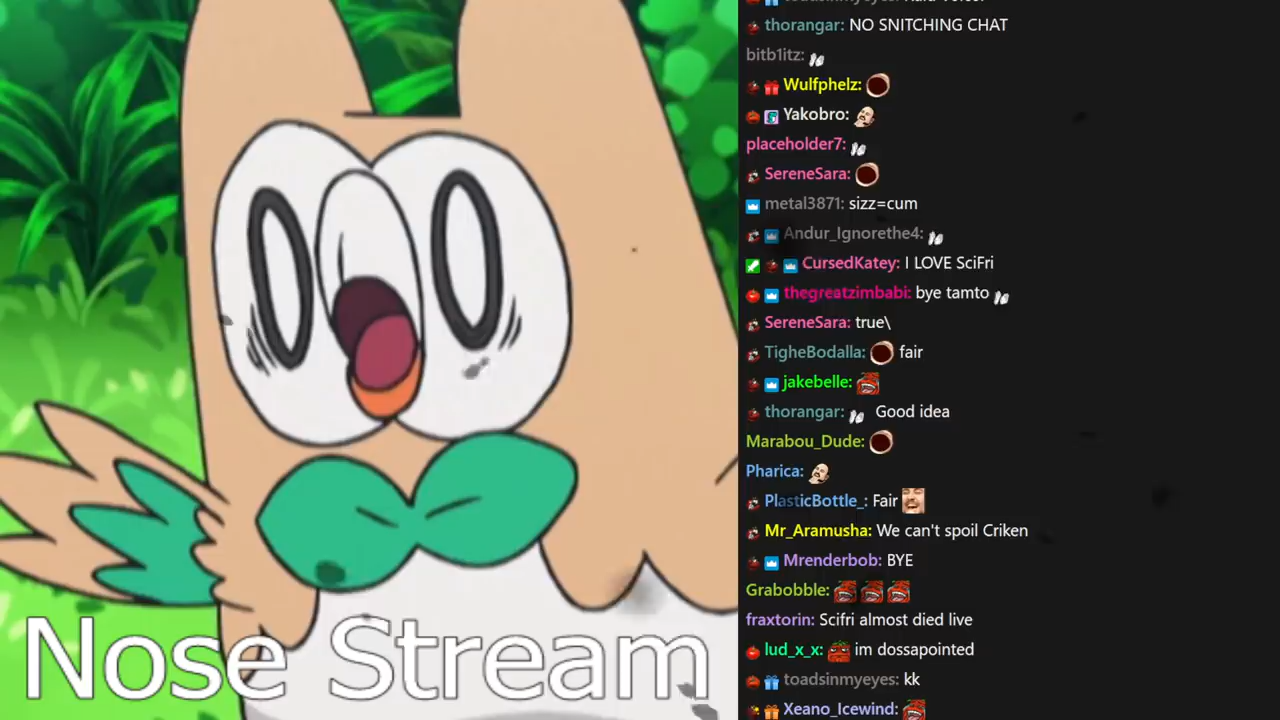 thorangar: NO SNITCHING CHAT
bitb1itz:
Wulfphelz:
Yakobro:
placeholder7:
SereneSara:
metal3871: sizz=cum
Andur_Ignorethe4:
CursedKatey: I LOVE SciFri
thegreatzimbabi: bye tamto
SereneSara: true\
TigheBodalla: fair
jakebelle:
thorangar: Good idea
Marabou_Dude:
Pharica:
PlasticBottle_: Fair
Mr_Aramusha: We can't spoil Criken
Mrenderbob: BYE
Grabobble:
fraxtorin: Scifri almost died live
lud_x_x: im dossapointed
toadsinmyeyes: kk
Xeano_Icewind:
Nose Stream